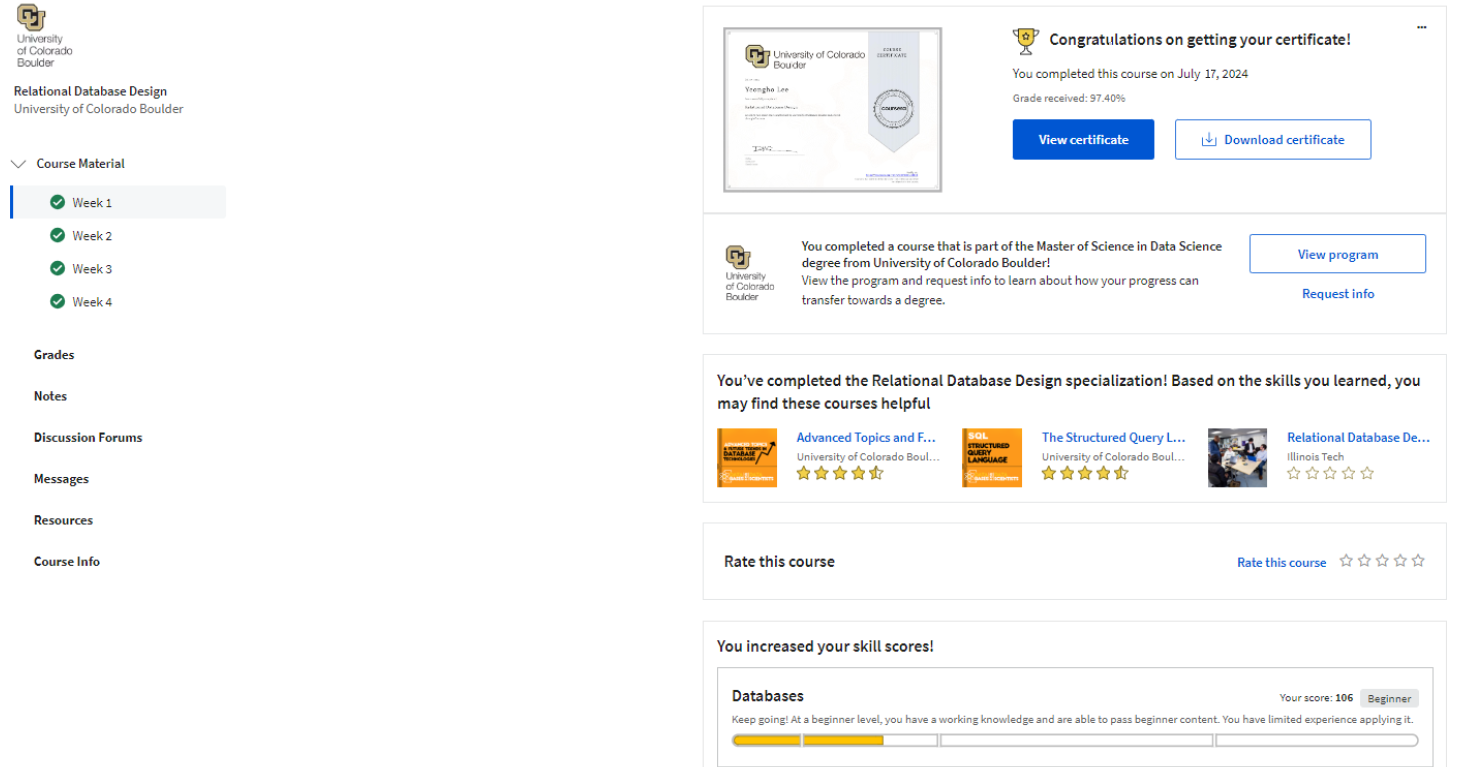 University
of Colorado
Boulder
Relational Database Design
University of Colorado Boulder
Course Material
Week 1
Week 2
Week 3
Week 4
Grades
Notes
Discussion Forums
Messages
Resources
Course Info
University of Colorado
Boulder
COURSE
CERTIFICATE
Yeongho Lee
coursera
Congratulations on getting your certificate!
You completed this course on July 17, 2024
Grade received: 97.40%
View certificate
Download certificate
University
of Colorado
Boulder
You completed a course that is part of the Master of Science in Data Science
degree from University of Colorado Boulder!
View the program and request info to learn about how your progress can
transfer towards a degree.
View program
Request info
You've completed the Relational Database Design specialization! Based on the skills you learned, you
may find these courses helpful
ADVANCED TOPICS
& FUTURE TRENDS IN
DATABASE
TECHNOLOGIES
Advanced Topics and F...
University of Colorado Boul...
SQL
STRUCTURED
QUERY
LANGUAGE
The Structured Query L...
University of Colorado Boul...
Relational Database De...
Illinois Tech
Rate this course
Rate this course
You increased your skill scores!
Databases
Your score: 106 Beginner
Keep going! At a beginner level, you have a working knowledge and are able to pass beginner content. You have limited experience applying it.